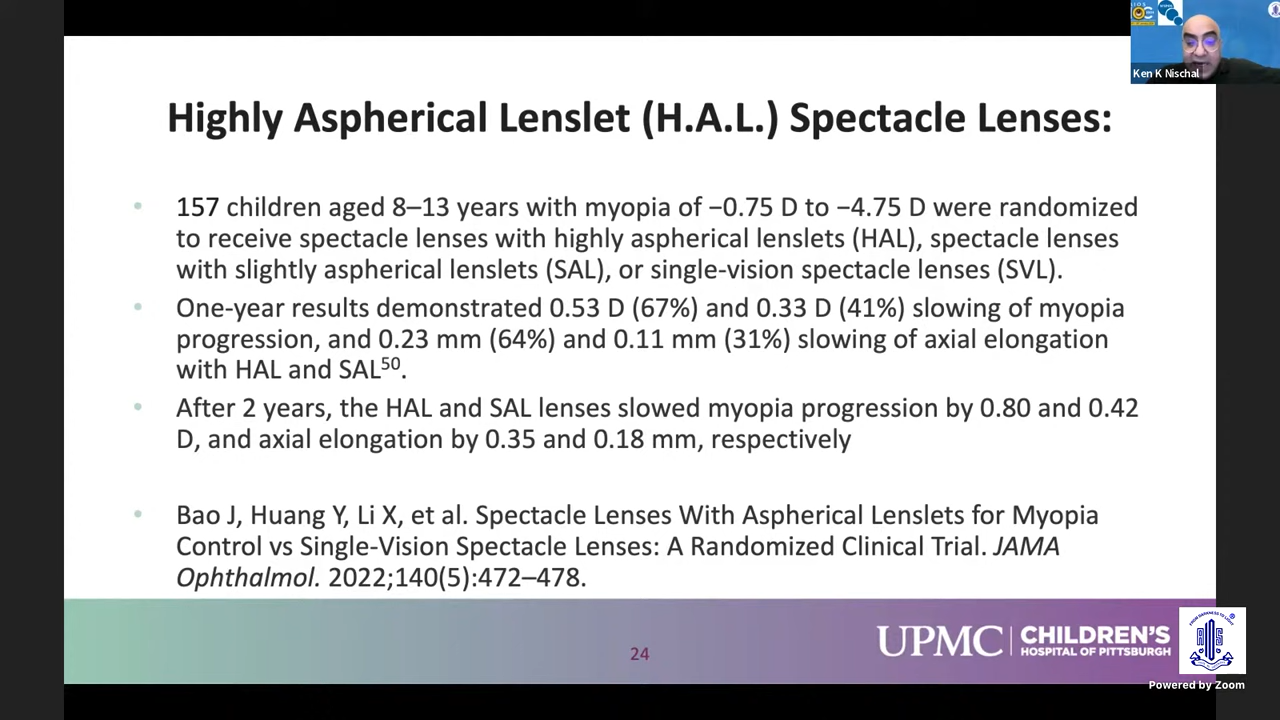 Ken K Nischal
Highly Aspherical Lenslet (H.A.L.) Spectacle Lenses:
• 157 children aged 8–13 years with myopia of −0.75 D to −4.75 D were randomized
to receive spectacle lenses with highly aspherical lenslets (HAL), spectacle lenses
with slightly aspherical lenslets (SAL), or single-vision spectacle lenses (SVL).
• One-year results demonstrated 0.53 D (67%) and 0.33 D (41%) slowing of myopia
progression, and 0.23 mm (64%) and 0.11 mm (31%) slowing of axial elongation
with HAL and SAL⁵⁰.
• After 2 years, the HAL and SAL lenses slowed myopia progression by 0.80 and 0.42
D, and axial elongation by 0.35 and 0.18 mm, respectively
• Bao J, Huang Y, Li X, et al. Spectacle Lenses With Aspherical Lenslets for Myopia
Control vs Single-Vision Spectacle Lenses: A Randomized Clinical Trial. JAMA
Ophthalmol. 2022;140(5):472–478.
24
UPMC | CHILDREN'S
HOSPITAL OF PITTSBURGH
Powered by Zoom